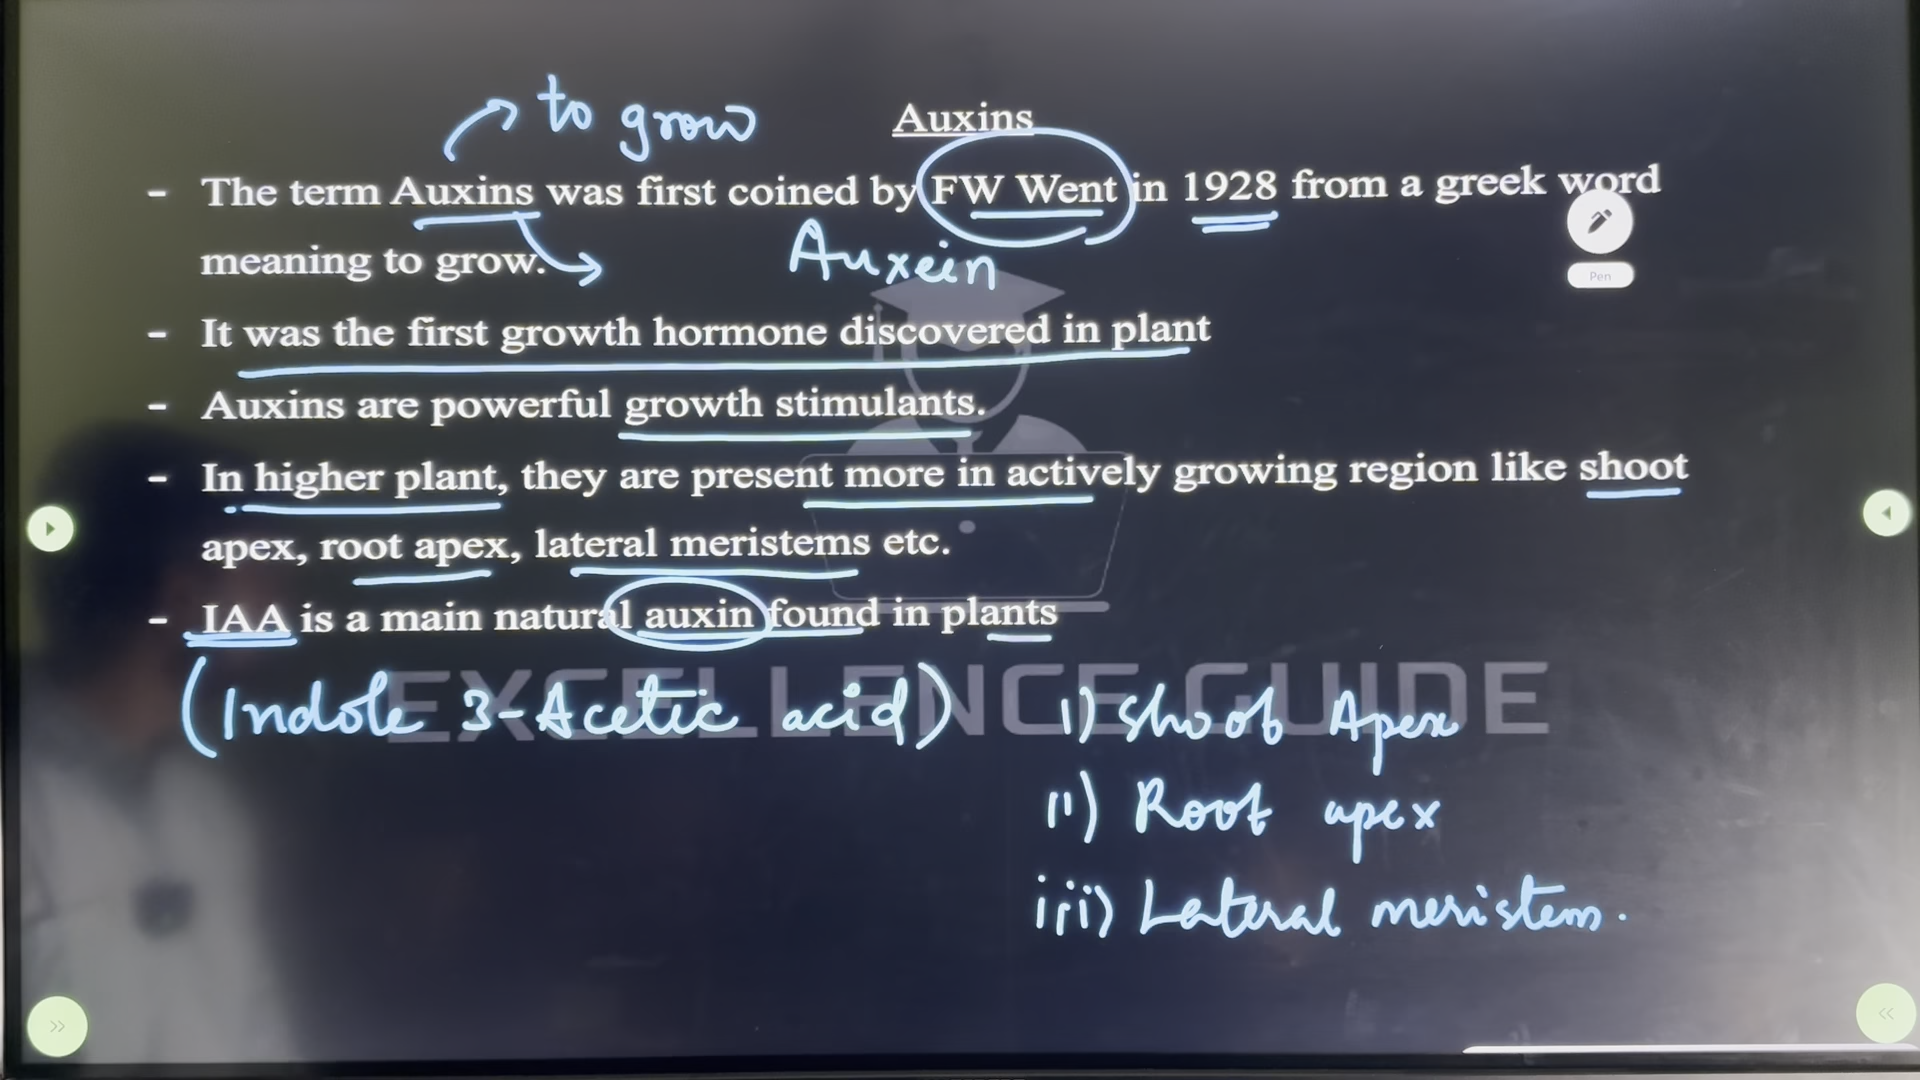 to grow
Auxins
- The term Auxins was first coined by FW Went in 1928 from a greek word
meaning to grow.
Auxein
Pen
- It was the first growth hormone discovered in plant
- Auxins are powerful growth stimulants.
- In higher plant, they are present more in actively growing region like shoot
apex, root apex, lateral meristems etc.
- IAA is a main natural auxin found in plants
EXCELLENCE GUIDE
(Indole 3-Acetic acid)
i) Shoot Apex
ii) Root apex
iii) Lateral meristem.